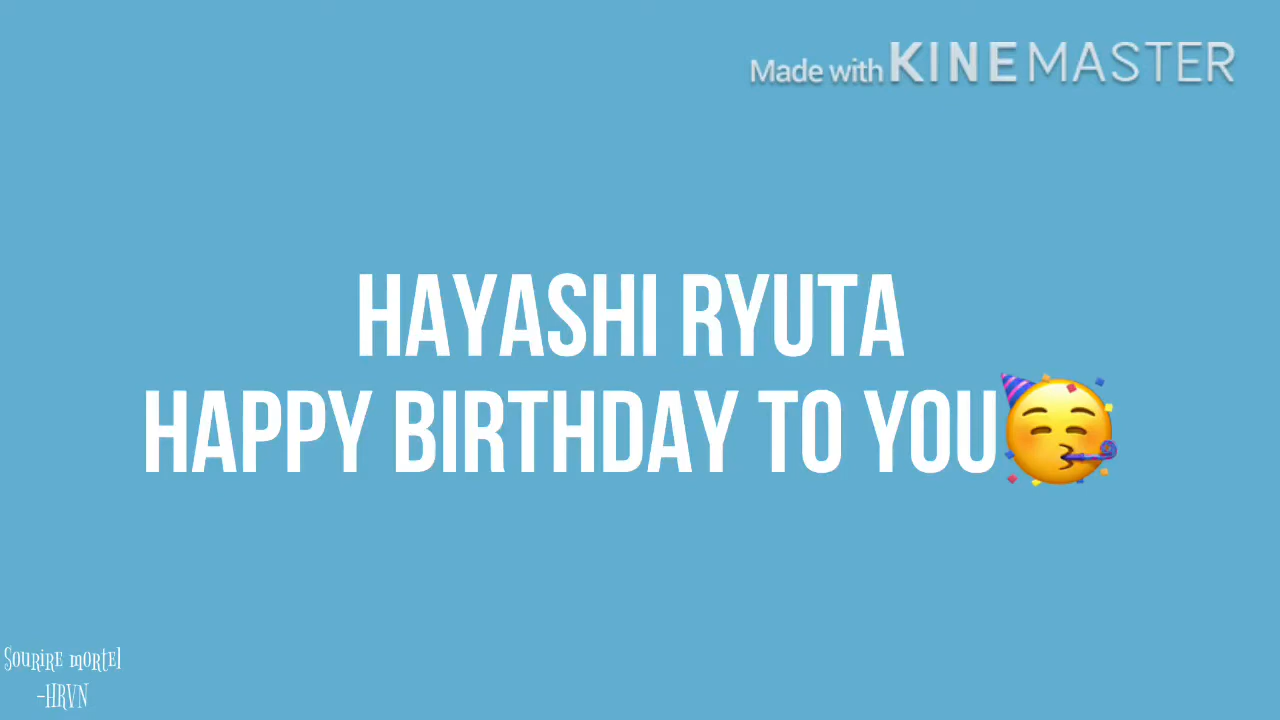 Made with KINEMASTER
HAYASHI RYUTA
HAPPY BIRTHDAY TO YOU🥳
Sourire mortel
-HRVN